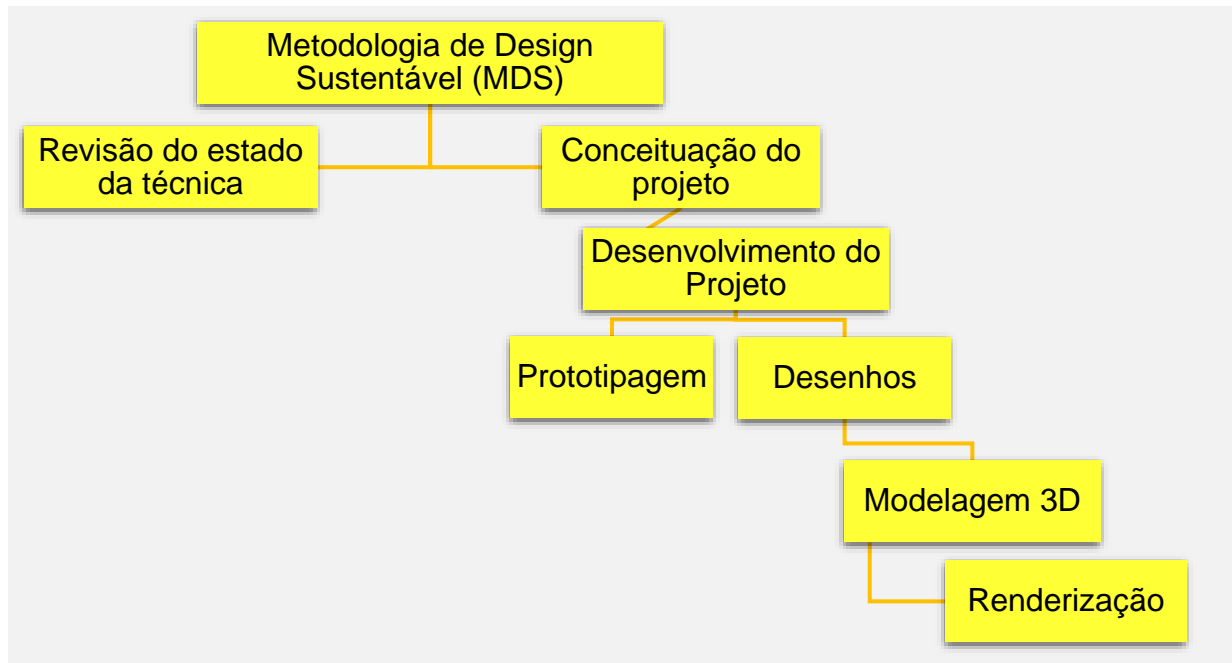 Metodologia de Design
Sustentável (MDS)
Revisão do estado
da técnica
Conceituação do
projeto
Desenvolvimento do
Projeto
Prototipagem
Desenhos
Modelagem 3D
Renderização